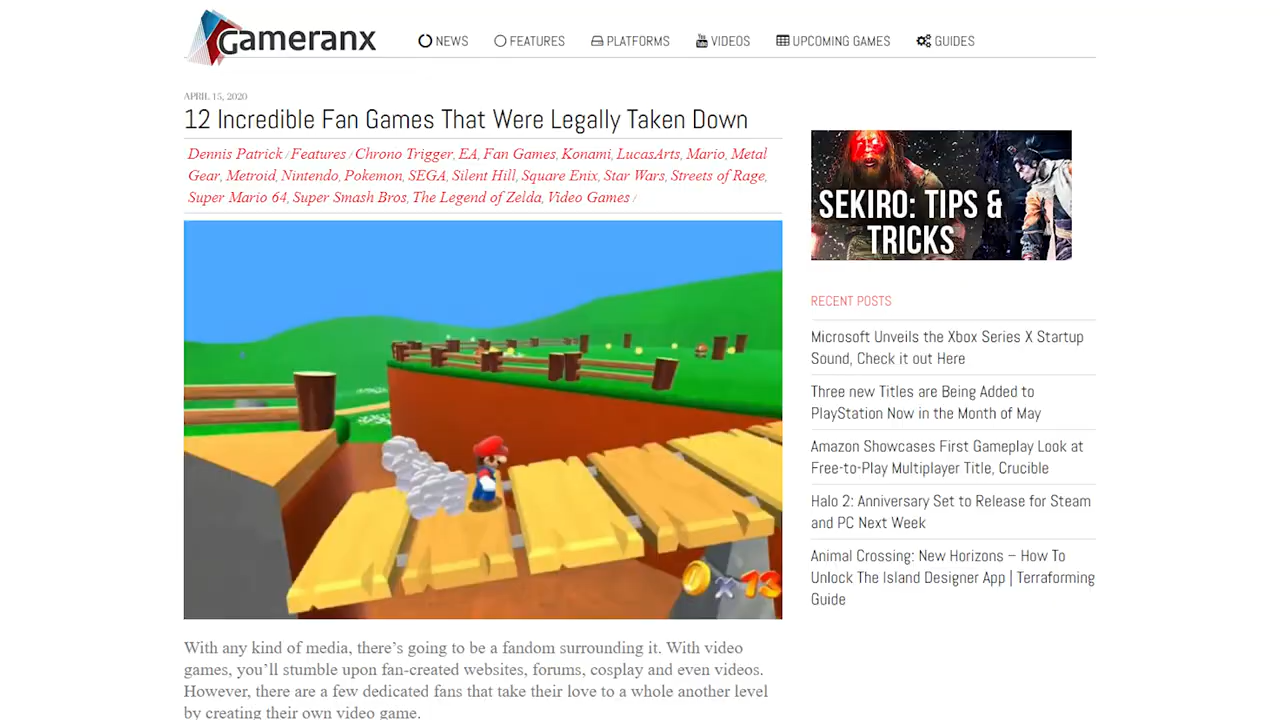 Gameranx
NEWS
FEATURES
PLATFORMS
VIDEOS
UPCOMING GAMES
GUIDES
APRIL 15, 2020
12 Incredible Fan Games That Were Legally Taken Down
Dennis Patrick / Features / Chrono Trigger, EA, Fan Games, Konami, LucasArts, Mario, Metal
Gear, Metroid, Nintendo, Pokemon, SEGA, Silent Hill, Square Enix, Star Wars, Streets of Rage,
Super Mario 64, Super Smash Bros, The Legend of Zelda, Video Games /
x 13
With any kind of media, there's going to be a fandom surrounding it. With video
games, you'll stumble upon fan-created websites, forums, cosplay and even videos.
However, there are a few dedicated fans that take their love to a whole another level
by creating their own video game.
SEKIRO: TIPS &
TRICKS
RECENT POSTS
Microsoft Unveils the Xbox Series X Startup
Sound, Check it out Here
Three new Titles are Being Added to
PlayStation Now in the Month of May
Amazon Showcases First Gameplay Look at
Free-to-Play Multiplayer Title, Crucible
Halo 2: Anniversary Set to Release for Steam
and PC Next Week
Animal Crossing: New Horizons – How To
Unlock The Island Designer App | Terraforming
Guide